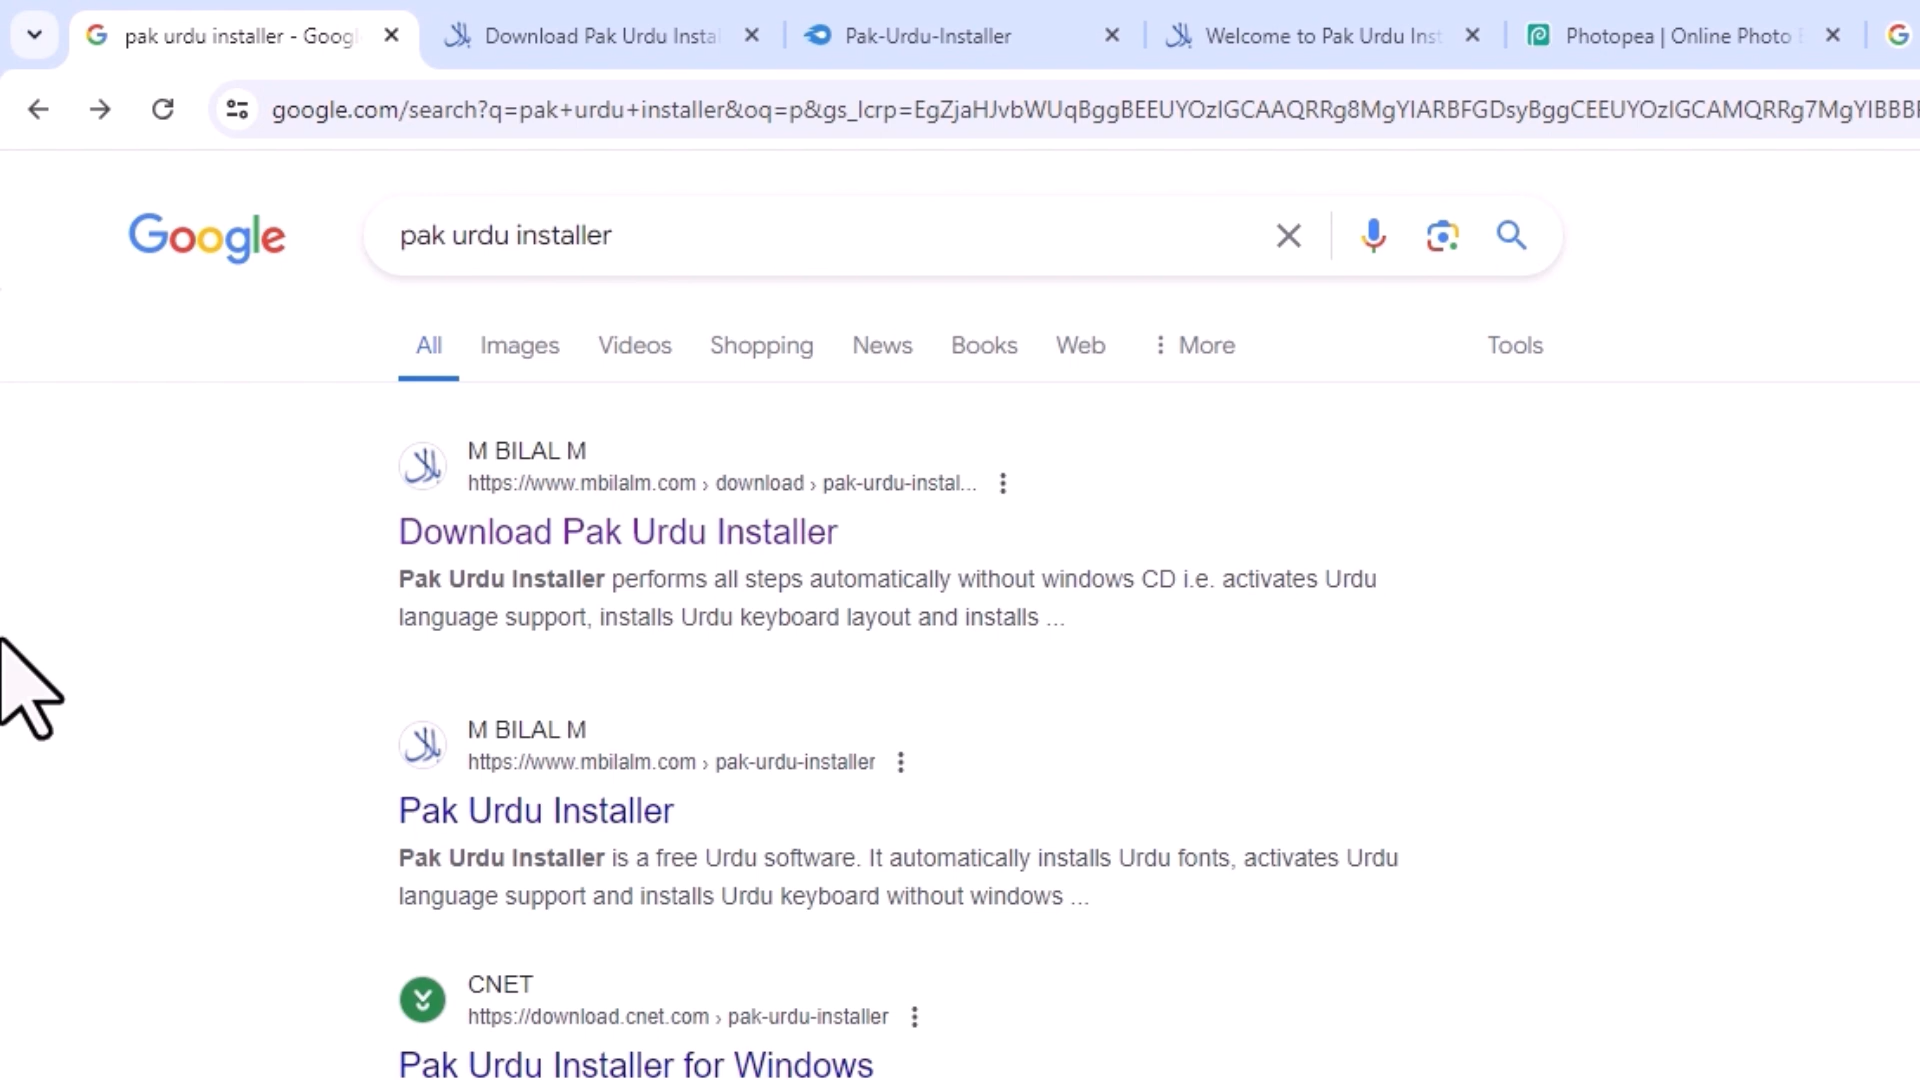 pak urdu installer - Googl
Download Pak Urdu Instal
Pak-Urdu-Installer
Welcome to Pak Urdu Inst
Photopea | Online Photo E
google.com/search?q=pak+urdu+installer&oq=p&gs_lcrp=EgZjaHJvbWUqBggBEEUYOzIGCAAQRRg8MgYIARBFGDsyBggCEEUYOzIGCAMQRRg7MgYIBBBF
Google
pak urdu installer
All Images Videos Shopping News Books Web More Tools
بلال
M BILAL M
https://www.mbilalm.com › download › pak-urdu-instal...
Download Pak Urdu Installer
Pak Urdu Installer performs all steps automatically without windows CD i.e. activates Urdu
language support, installs Urdu keyboard layout and installs ...
بلال
M BILAL M
https://www.mbilalm.com › pak-urdu-installer
Pak Urdu Installer
Pak Urdu Installer is a free Urdu software. It automatically installs Urdu fonts, activates Urdu
language support and installs Urdu keyboard without windows ...
CNET
https://download.cnet.com › pak-urdu-installer
Pak Urdu Installer for Windows